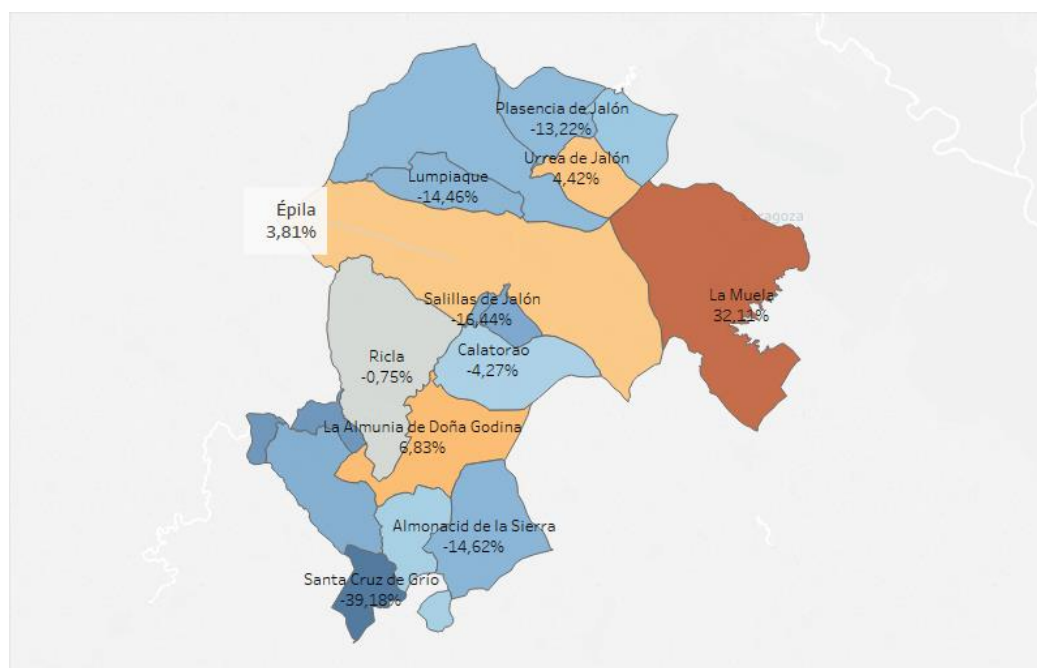 Plasencia de Jalón
-13,22%
Urrea de Jalón
4,42%
Lumpiaque
-14,46%
Épila
3,81%
Zaragoza
La Muela
32,11%
Salillas de Jalón
-16,44%
Calatorao
-4,27%
Ricla
-0,75%
La Almunia de Doña Godina
6,83%
Almonacid de la Sierra
-14,62%
Santa Cruz de Grío
-39,18%